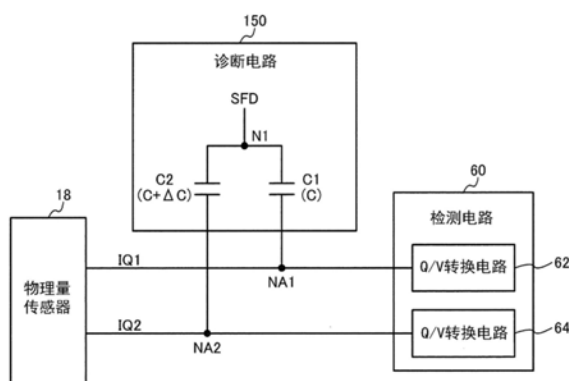 150
诊断电路
SFD
N1
C2
(C+ΔC)
C1
(C)
18
60
物理量
传感器
检测电路
IQ1
NA1
Q/V转换电路
62
IQ2
NA2
Q/V转换电路
64